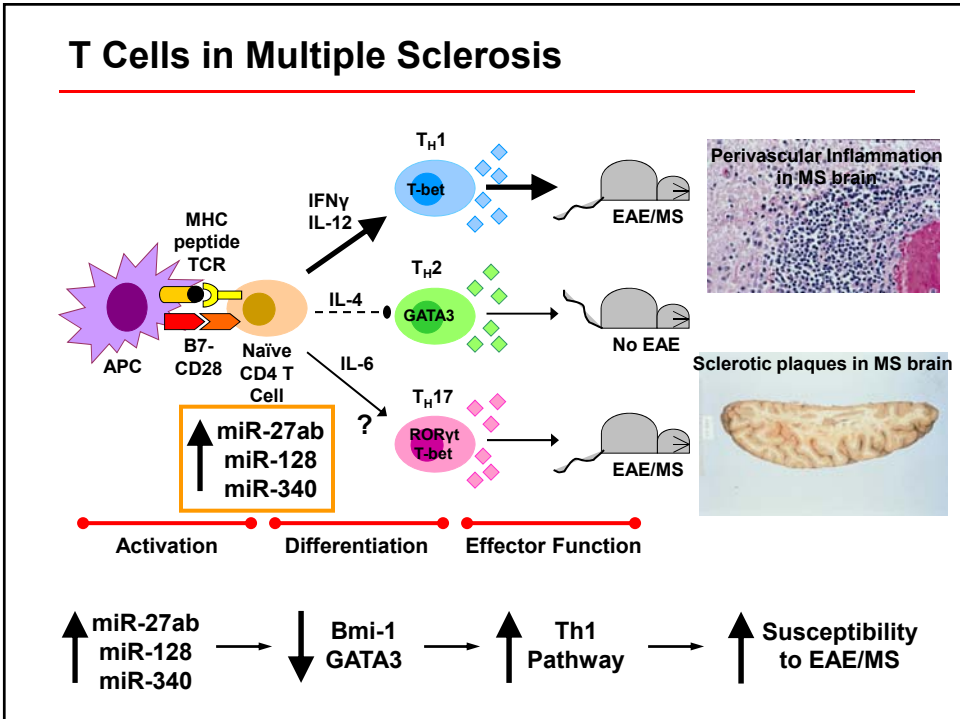 T Cells in Multiple Sclerosis
MHC
peptide
TCR
APC
B7-
CD28
Naïve
CD4 T
Cell
IFNγ
IL-12
IL-4
IL-6
?
TH1
T-bet
EAE/MS
TH2
GATA3
No EAE
TH17
RORγt
T-bet
EAE/MS
Perivascular Inflammation
in MS brain
Sclerotic plaques in MS brain
miR-27ab
miR-128
miR-340
Activation
Differentiation
Effector Function
miR-27ab
miR-128
miR-340
Bmi-1
GATA3
Th1
Pathway
Susceptibility
to EAE/MS